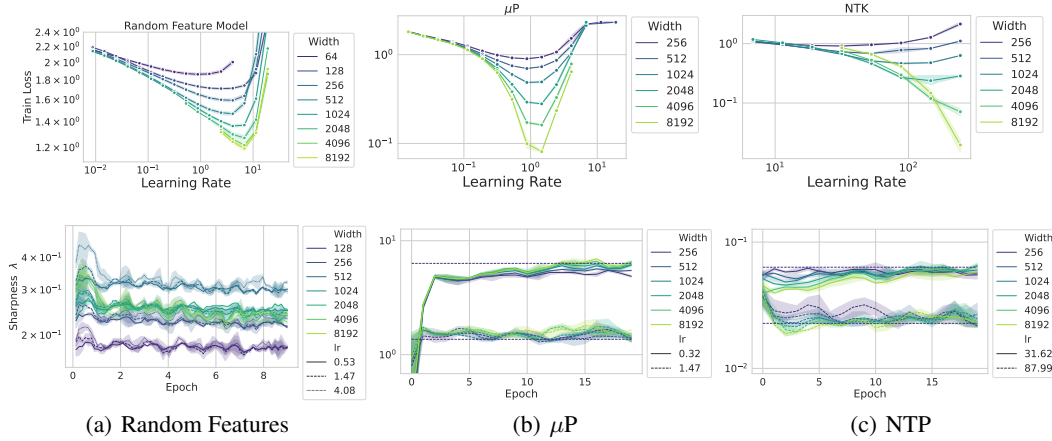 Random Feature Model
Train Loss
2.4 × 10⁰
2.2 × 10⁰
2 × 10⁰
1.8 × 10⁰
1.6 × 10⁰
1.4 × 10⁰
1.2 × 10⁰
10⁻² 10⁻¹ 10⁰ 10¹
Learning Rate
Width
64
128
256
512
1024
2048
4096
8192
μP
10⁰
10⁻¹
10⁻¹ 10⁰ 10¹
Learning Rate
Width
256
512
1024
2048
4096
8192
NTK
10⁰
10⁻¹
10¹ 10²
Learning Rate
Width
256
512
1024
2048
4096
8192
Sharpness λ
4 × 10⁻¹
3 × 10⁻¹
2 × 10⁻¹
0 2 4 6 8
Epoch
Width
128
256
512
1024
2048
4096
8192
lr
0.53
1.47
4.08
10¹
10⁰
0 5 10 15
Epoch
Width
256
512
1024
2048
4096
8192
lr
0.32
1.47
10⁻¹
10⁻²
0 5 10 15
Epoch
Width
256
512
1024
2048
4096
8192
lr
31.62
87.99
(a) Random Features
(b) μP
(c) NTP